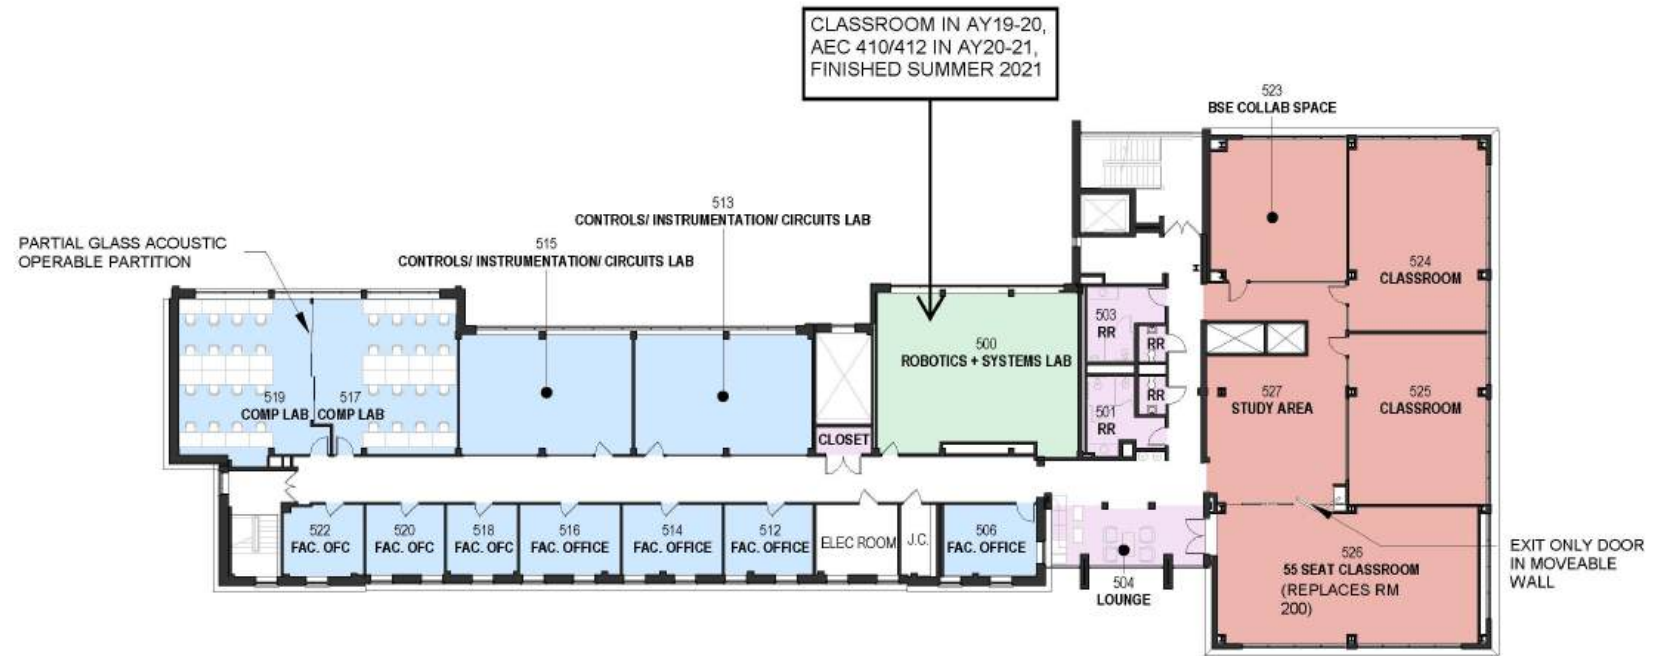 CLASSROOM IN AY19-20,
AEC 410/412 IN AY20-21,
FINISHED SUMMER 2021
523
BSE COLLAB SPACE
513
CONTROLS/ INSTRUMENTATION/ CIRCUITS LAB
515
CONTROLS/ INSTRUMENTATION/ CIRCUITS LAB
PARTIAL GLASS ACOUSTIC
OPERABLE PARTITION
524
CLASSROOM
503
RR
RR
500
ROBOTICS + SYSTEMS LAB
519
COMP LAB
517
COMP LAB
527
STUDY AREA
525
CLASSROOM
RR
501
RR
CLOSET
522
FAC. OFC
520
FAC. OFC
518
FAC. OFC
516
FAC. OFFICE
514
FAC. OFFICE
512
FAC. OFFICE
ELEC ROOM
J.C.
506
FAC. OFFICE
504
LOUNGE
526
55 SEAT CLASSROOM
(REPLACES RM
200)
EXIT ONLY DOOR
IN MOVEABLE
WALL